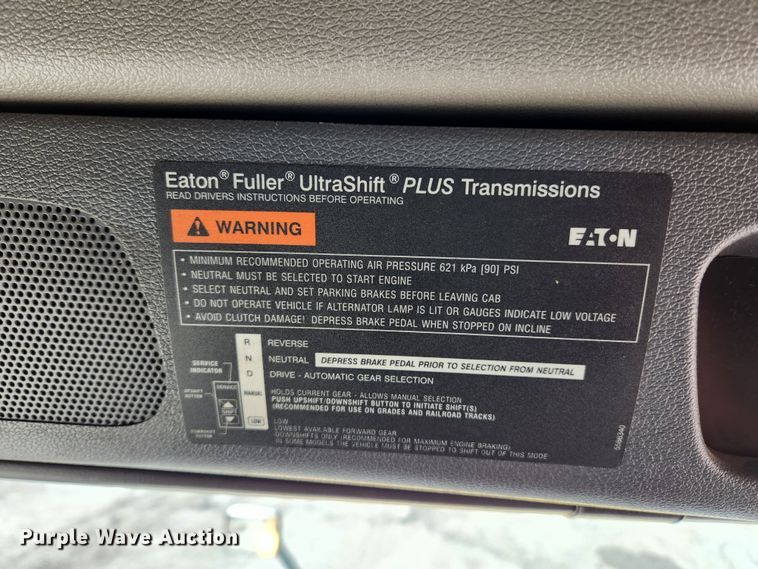 Eaton® Fuller® UltraShift® PLUS Transmissions
READ DRIVERS INSTRUCTIONS BEFORE OPERATING
WARNING
EATON
• MINIMUM RECOMMENDED OPERATING AIR PRESSURE 621 kPa [90] PSI
• NEUTRAL MUST BE SELECTED TO START ENGINE
• SELECT NEUTRAL AND SET PARKING BRAKES BEFORE LEAVING CAB
• DO NOT OPERATE VEHICLE IF ALTERNATOR LAMP IS LIT OR GAUGES INDICATE LOW VOLTAGE
• AVOID CLUTCH DAMAGE! DEPRESS BRAKE PEDAL WHEN STOPPED ON INCLINE
R REVERSE
N NEUTRAL DEPRESS BRAKE PEDAL PRIOR TO SELECTION FROM NEUTRAL
D DRIVE - AUTOMATIC GEAR SELECTION
SERVICE
INDICATOR
SERVICE
UPSHIFT
BUTTON
SHIFT
DOWNSHIFT
BUTTON
MANUAL
HOLDS CURRENT GEAR - ALLOWS MANUAL SELECTION
PUSH UPSHIFT/DOWNSHIFT BUTTON TO INITIATE SHIFT(S)
(RECOMMENDED FOR USE ON GRADES AND RAILROAD TRACKS)
LOW
LOW
LOWEST AVAILABLE FORWARD GEAR
DOWNSHIFTS ONLY (RECOMMENDED FOR MAXIMUM ENGINE BRAKING)
IN SOME MODELS THE VEHICLE MUST BE STOPPED TO SHIFT OUT OF THIS MODE
Purple Wave Auction